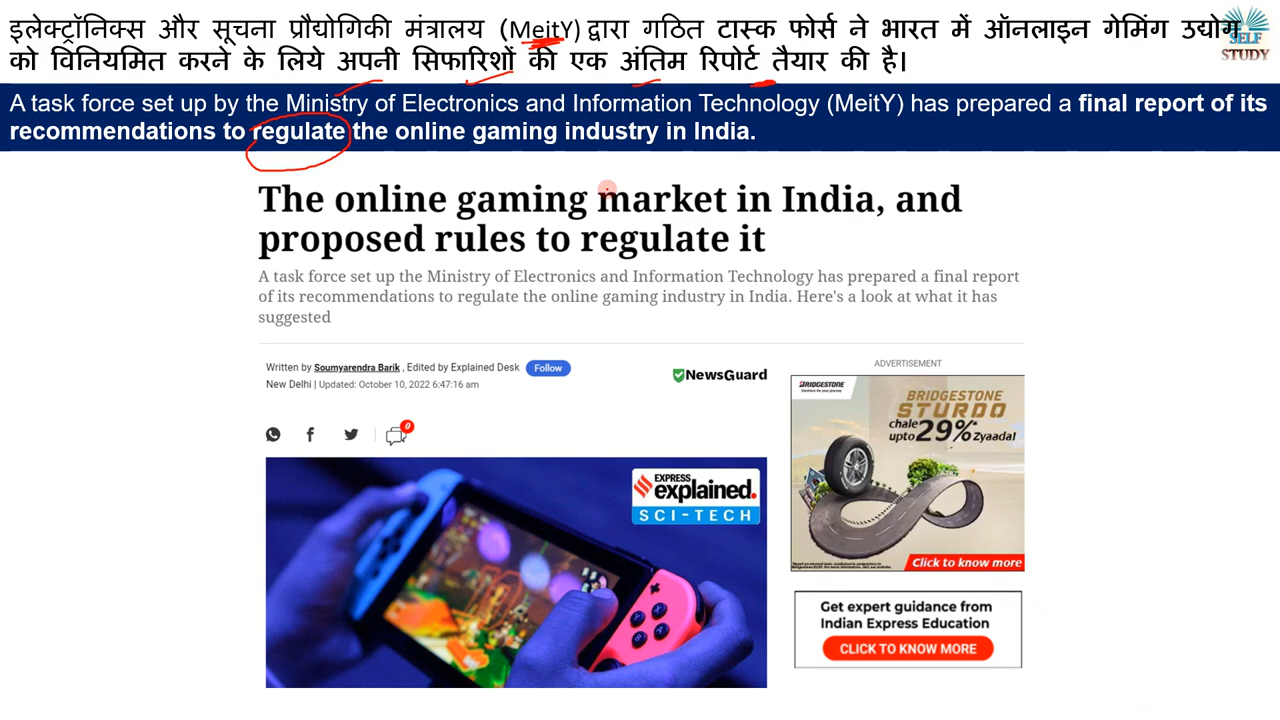 इलेक्ट्रॉनिक्स और सूचना प्रौद्योगिकी मंत्रालय (MeitY) द्वारा गठित टास्क फोर्स ने भारत में ऑनलाइन गेमिंग उद्योग
को विनियमित करने के लिये अपनी सिफारिशों की एक अंतिम रिपोर्ट तैयार की है।
SELF
STUDY
A task force set up by the Ministry of Electronics and Information Technology (MeitY) has prepared a final report of its
recommendations to regulate the online gaming industry in India.
The online gaming market in India, and
proposed rules to regulate it
A task force set up the Ministry of Electronics and Information Technology has prepared a final report
of its recommendations to regulate the online gaming industry in India. Here's a look at what it has
suggested
Written by Soumyarendra Barik , Edited by Explained Desk Follow
New Delhi | Updated: October 10, 2022 6:47:16 am
NewsGuard
0
EXPRESS
explained.
SCI-TECH
ADVERTISEMENT
BRIDGESTONE
BRIDGESTONE
STURDO
chale
upto 29%* Zyaada!
Click to know more
Get expert guidance from
Indian Express Education
CLICK TO KNOW MORE